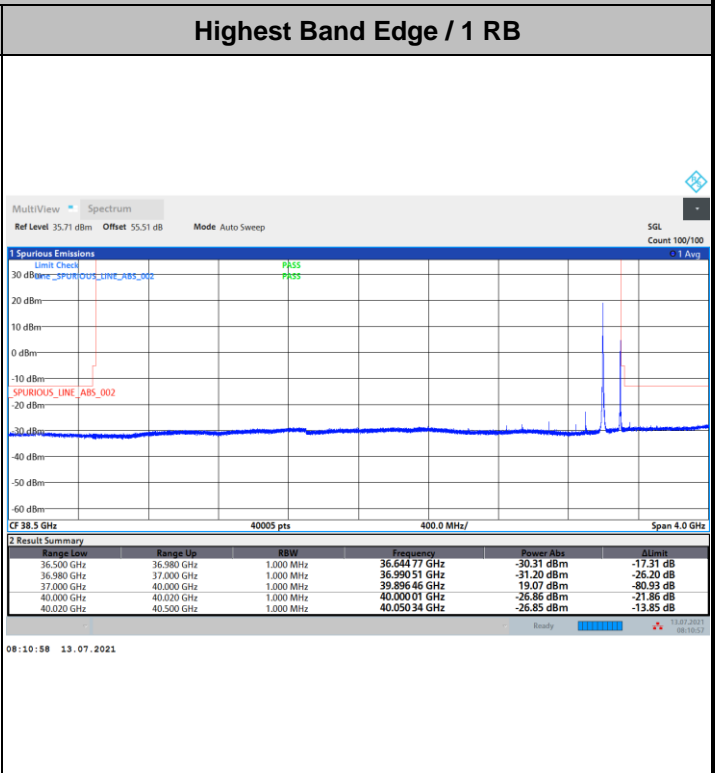 Highest Band Edge / 1 RB
MultiView Spectrum
Ref Level 35.71 dBm Offset 55.51 dB Mode Auto Sweep SGL
Count 100/100
1 Spurious Emissions 1 Avg
Limit Check PASS
30 dBm Line _SPURIOUS_LINE_ABS_002 PASS
20 dBm
10 dBm
0 dBm
-10 dBm
_SPURIOUS_LINE_ABS_002
-20 dBm
-30 dBm
-40 dBm
-50 dBm
-60 dBm
CF 38.5 GHz 40005 pts 400.0 MHz/ Span 4.0 GHz
2 Result Summary
Range Low Range Up RBW Frequency Power Abs ΔLimit
36.500 GHz 36.980 GHz 1.000 MHz 36.644 77 GHz -30.31 dBm -17.31 dB
36.980 GHz 37.000 GHz 1.000 MHz 36.990 51 GHz -31.20 dBm -26.20 dB
37.000 GHz 40.000 GHz 1.000 MHz 39.896 46 GHz 19.07 dBm -80.93 dB
40.000 GHz 40.020 GHz 1.000 MHz 40.000 01 GHz -26.86 dBm -21.86 dB
40.020 GHz 40.500 GHz 1.000 MHz 40.050 34 GHz -26.85 dBm -13.85 dB
Ready 13.07.2021
08:10:57
08:10:58 13.07.2021